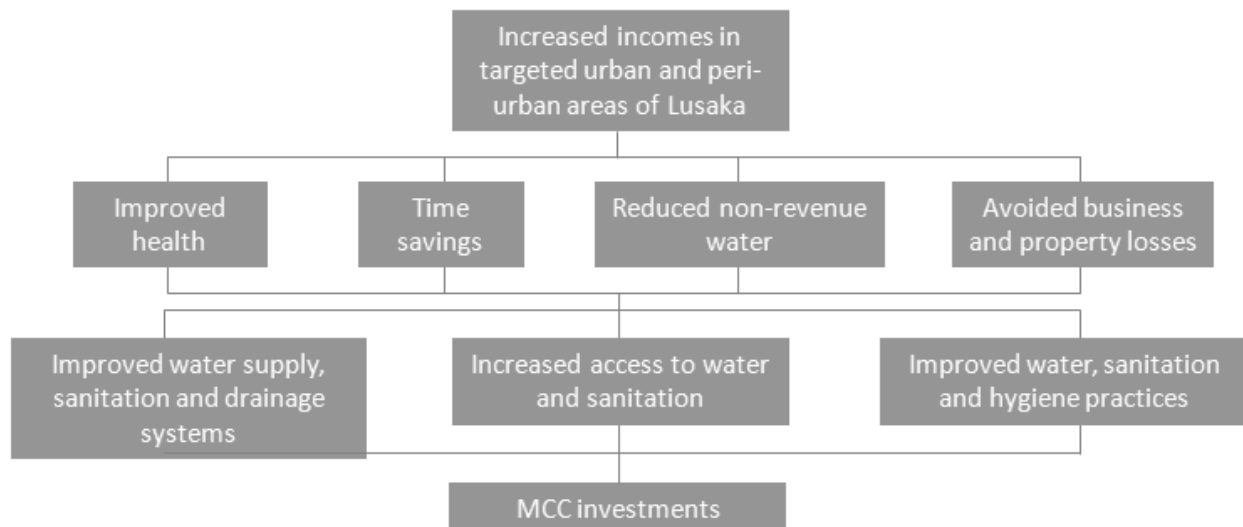 Increased incomes in
targeted urban and peri-
urban areas of Lusaka
Improved
health
Time
savings
Reduced non-revenue
water
Avoided business
and property losses
Improved water supply,
sanitation and drainage
systems
Increased access to water
and sanitation
Improved water, sanitation
and hygiene practices
MCC investments